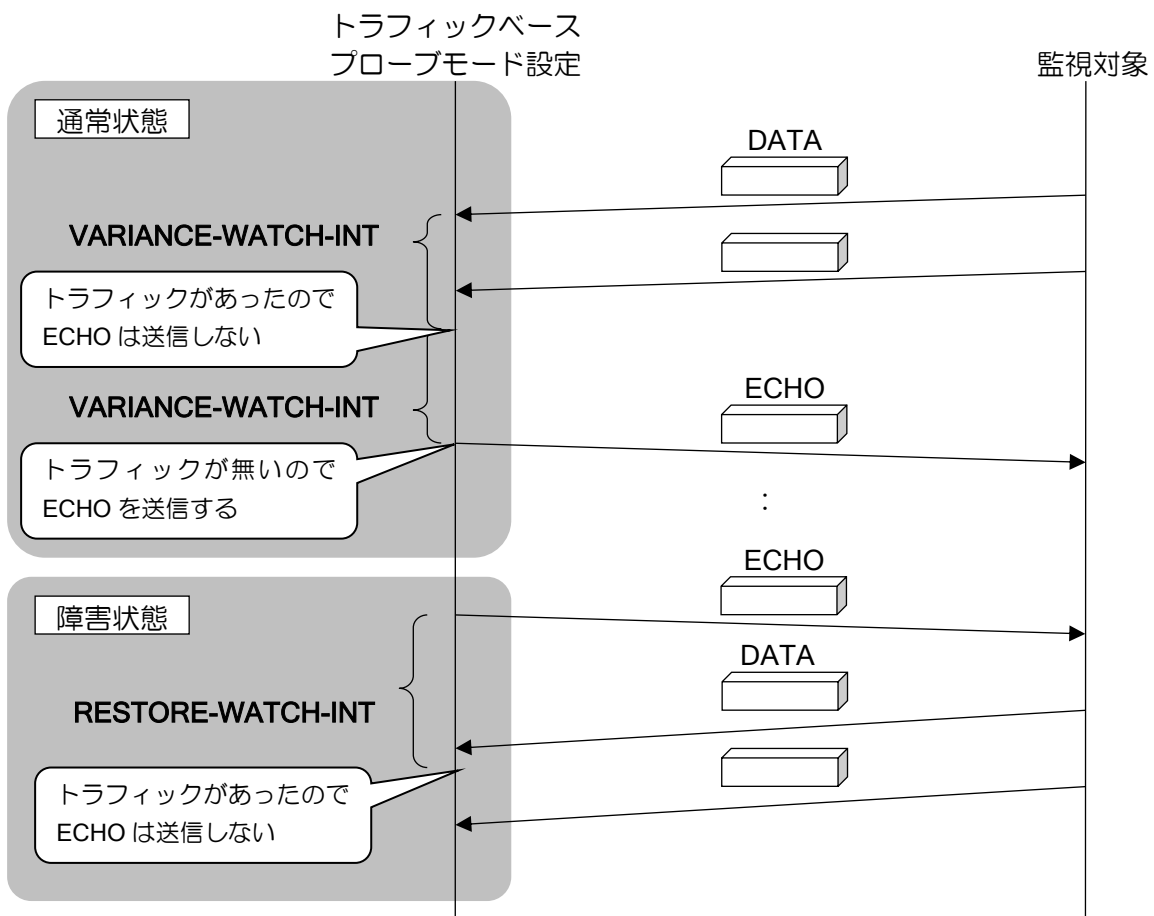 トラフィックベース
プローブモード設定
監視対象
通常状態
DATA
VARIANCE-WATCH-INT
トラフィックがあったので
ECHO は送信しない
VARIANCE-WATCH-INT
ECHO
トラフィックが無いので
ECHO を送信する
:
ECHO
障害状態
DATA
RESTORE-WATCH-INT
トラフィックがあったので
ECHO は送信しない